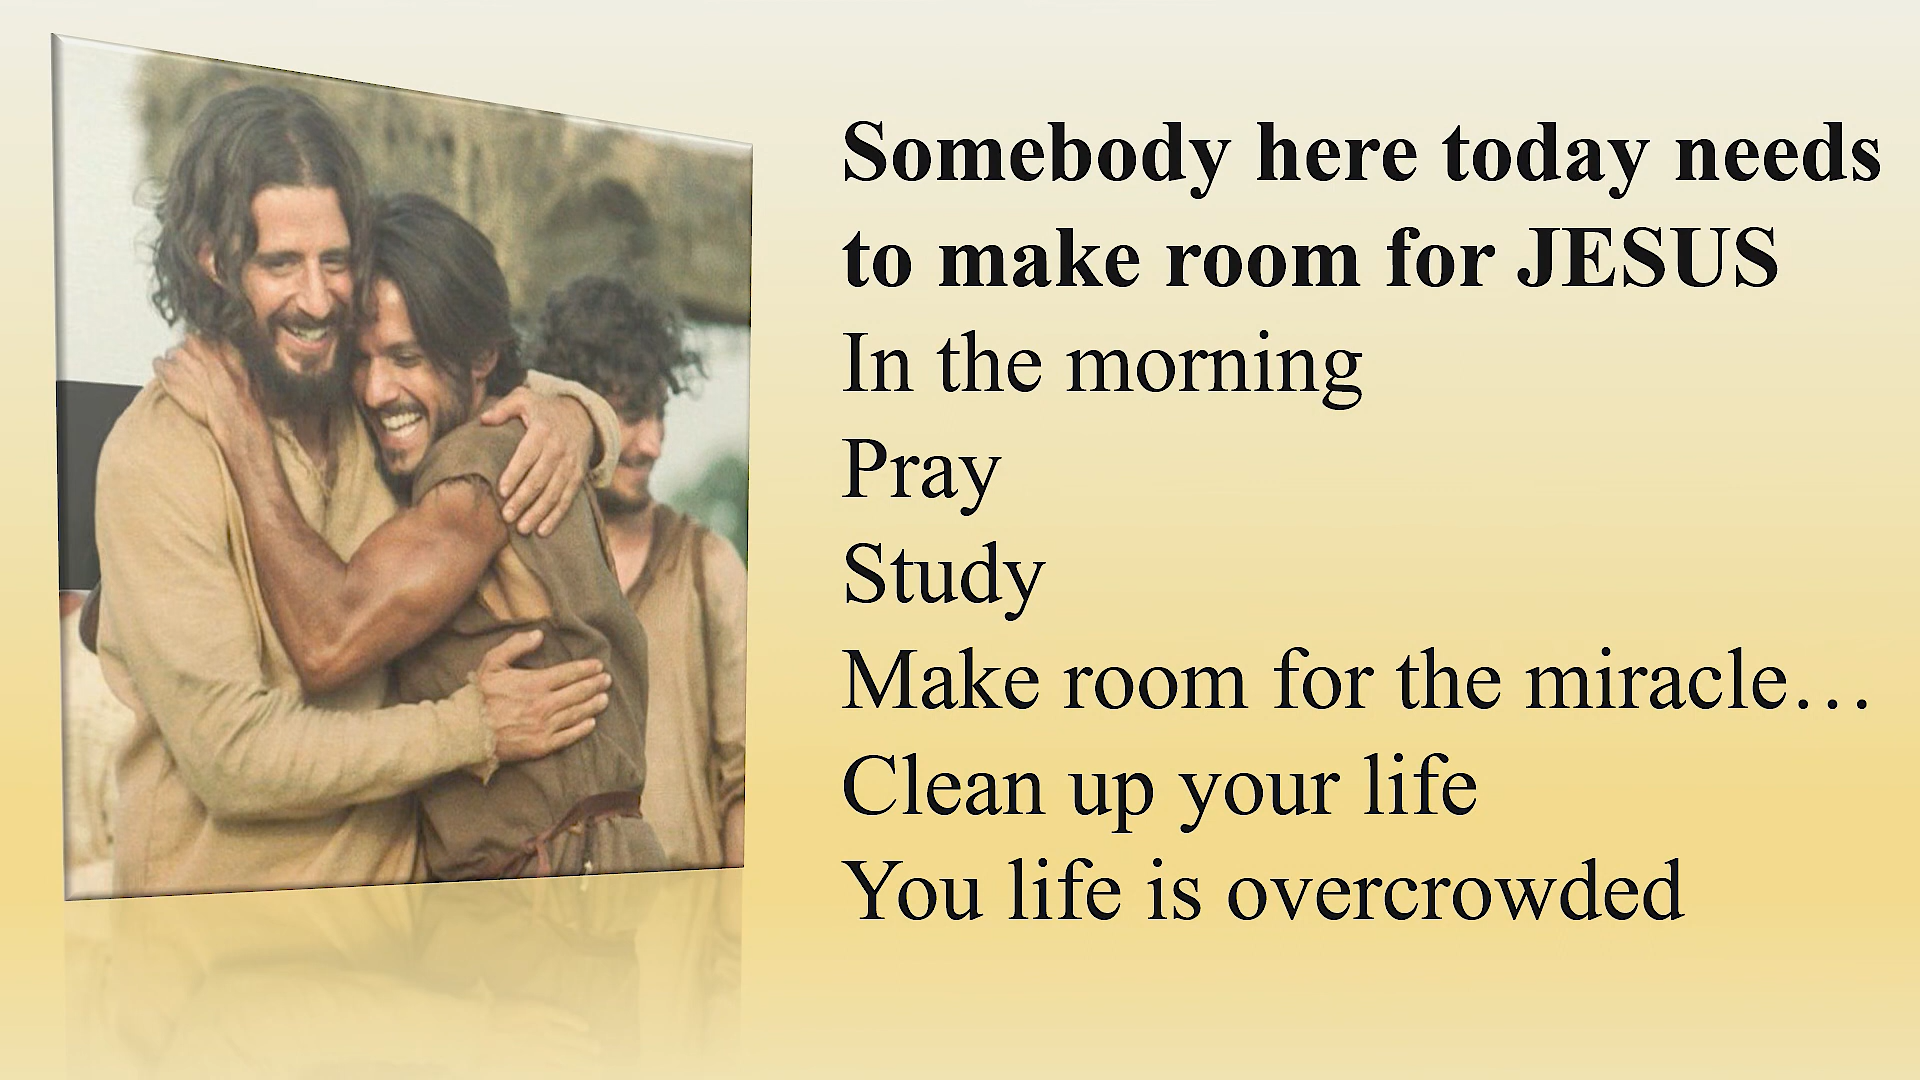 Somebody here today needs
to make room for JESUS
In the morning
Pray
Study
Make room for the miracle…
Clean up your life
You life is overcrowded